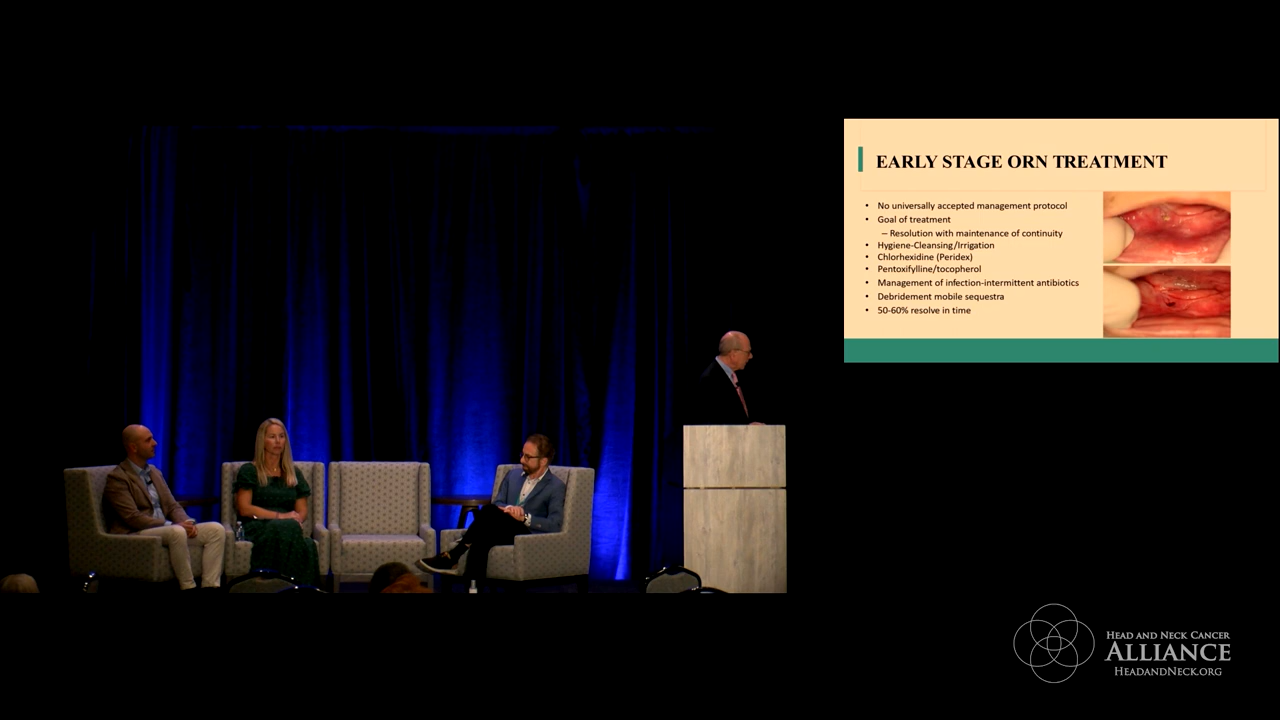 EARLY STAGE ORN TREATMENT
• No universally accepted management protocol
• Goal of treatment
– Resolution with maintenance of continuity
• Hygiene-Cleansing/Irrigation
• Chlorhexidine (Peridex)
• Pentoxifylline/tocopherol
• Management of infection-intermittent antibiotics
• Debridement mobile sequestra
• 50-60% resolve in time
HEAD AND NECK CANCER
ALLIANCE
HEADANDNECK.ORG